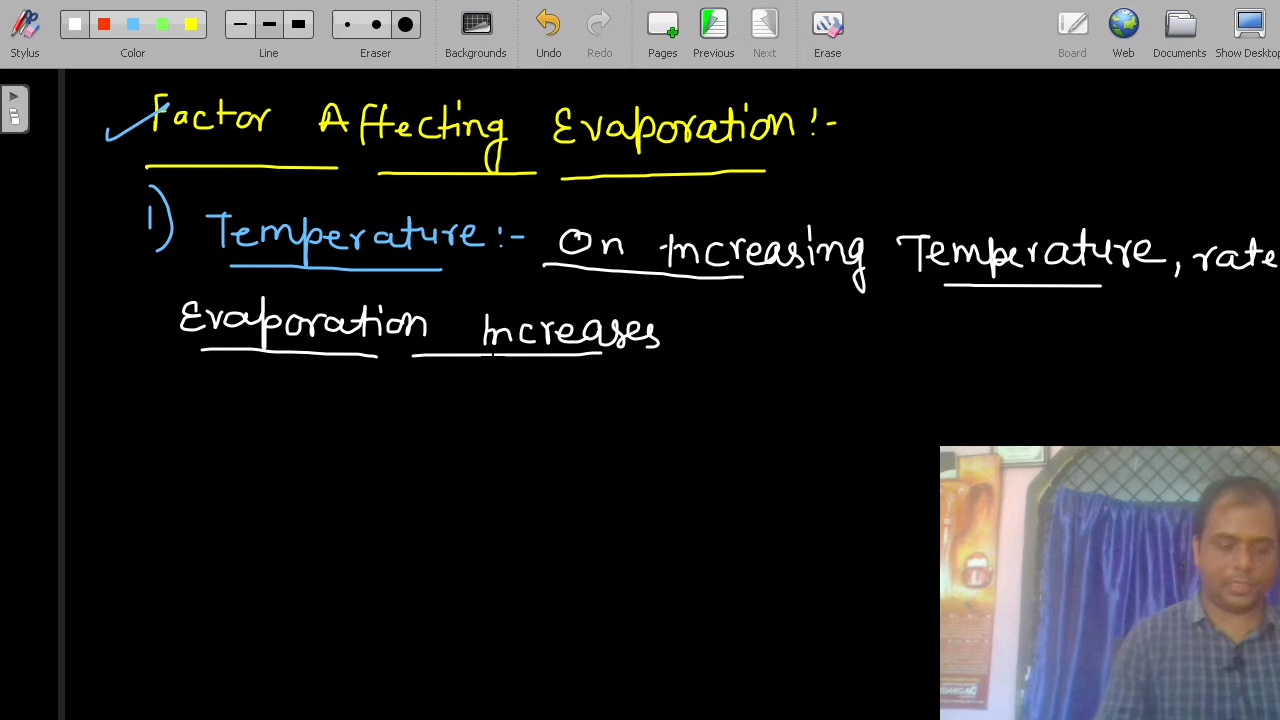 Stylus Color Line Eraser Backgrounds Undo Redo Pages Previous Next Erase Board Web Documents Show Desktop
Factor Affecting Evaporation :-
1) Temperature :- On Increasing Temperature, rate
Evaporation Increases